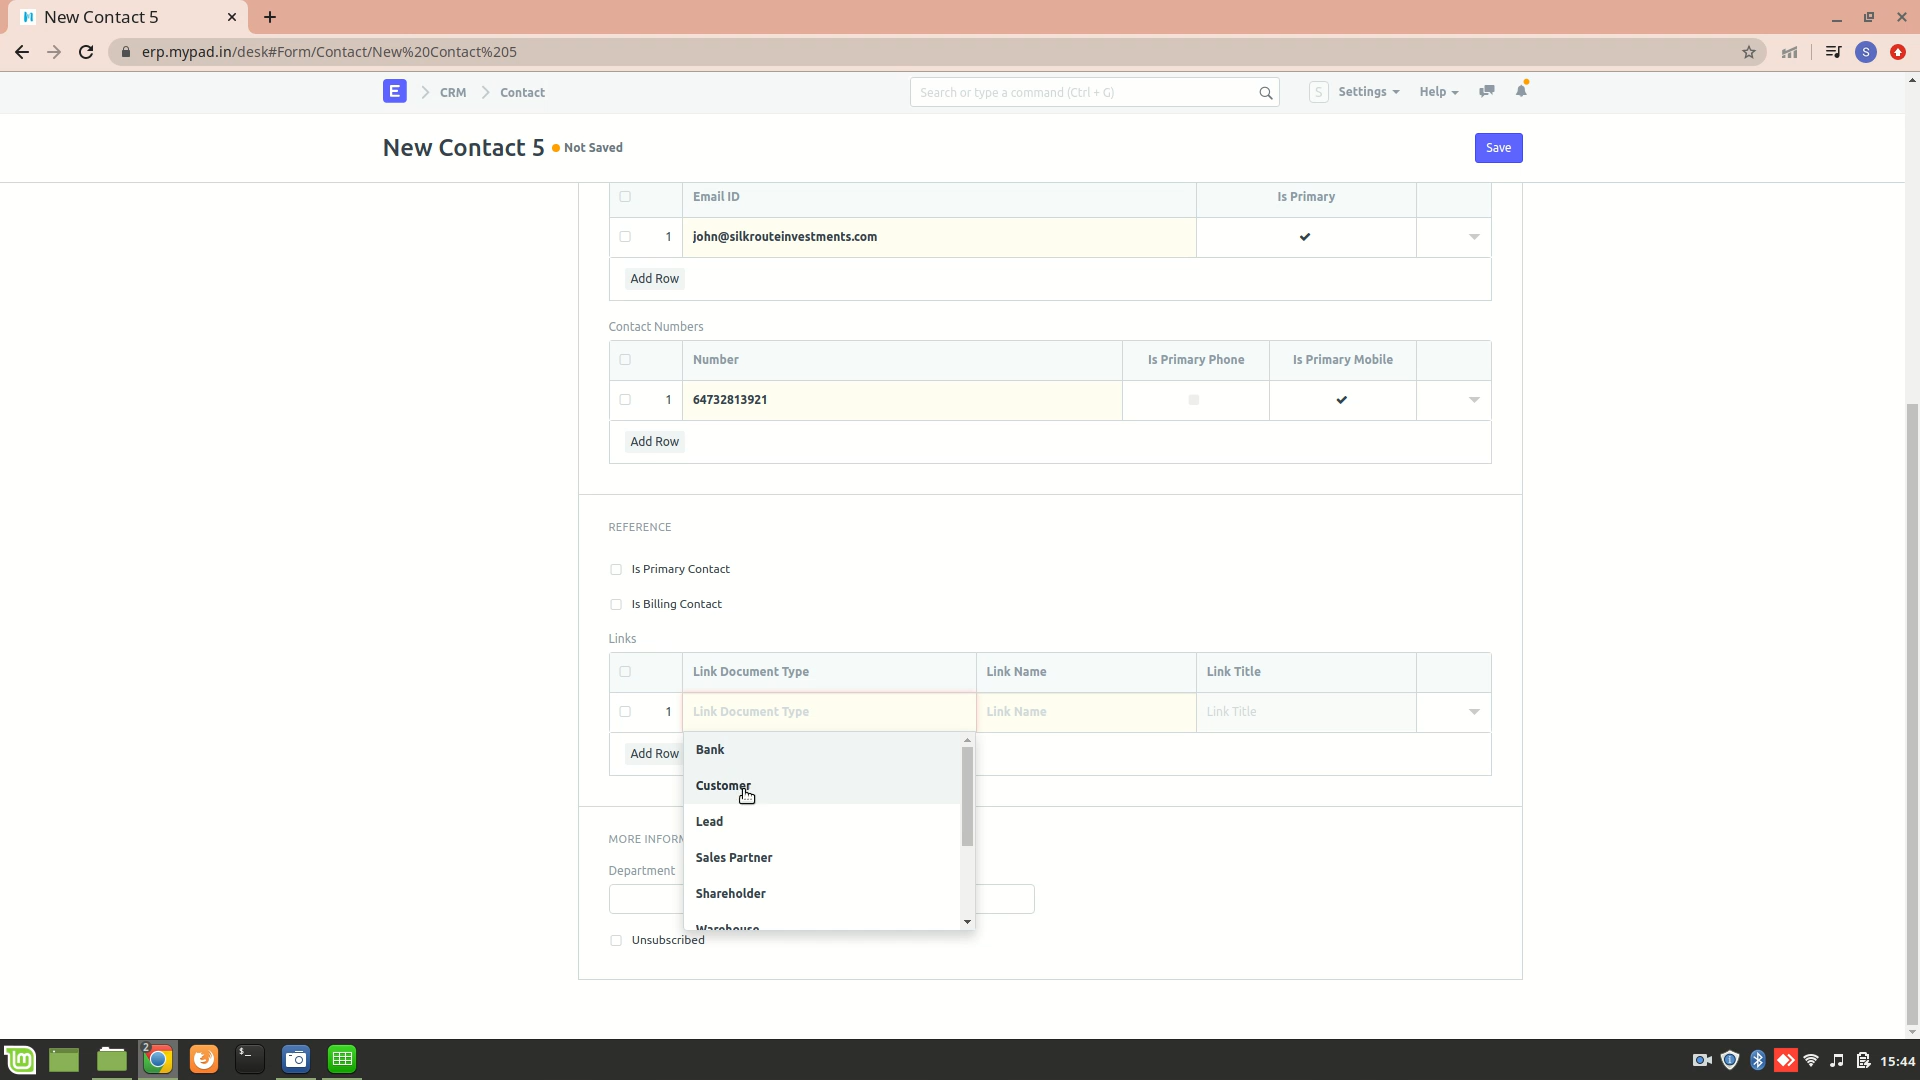 New Contact 5
erp.mypad.in/desk#Form/Contact/New%20Contact%205
S
E CRM Contact
Search or type a command (Ctrl + G)
S Settings Help
New Contact 5 Not Saved
Save
Email ID Is Primary
1 john@silkrouteinvestments.com
Add Row
Contact Numbers
Number Is Primary Phone Is Primary Mobile
1 64732813921
Add Row
REFERENCE
Is Primary Contact
Is Billing Contact
Links
Link Document Type Link Name Link Title
1 Link Document Type Link Name Link Title
Add Row
Bank
Customer
Lead
Sales Partner
Shareholder
Warehouse
MORE INFORM
Department
Unsubscribed
2
$_
15:44